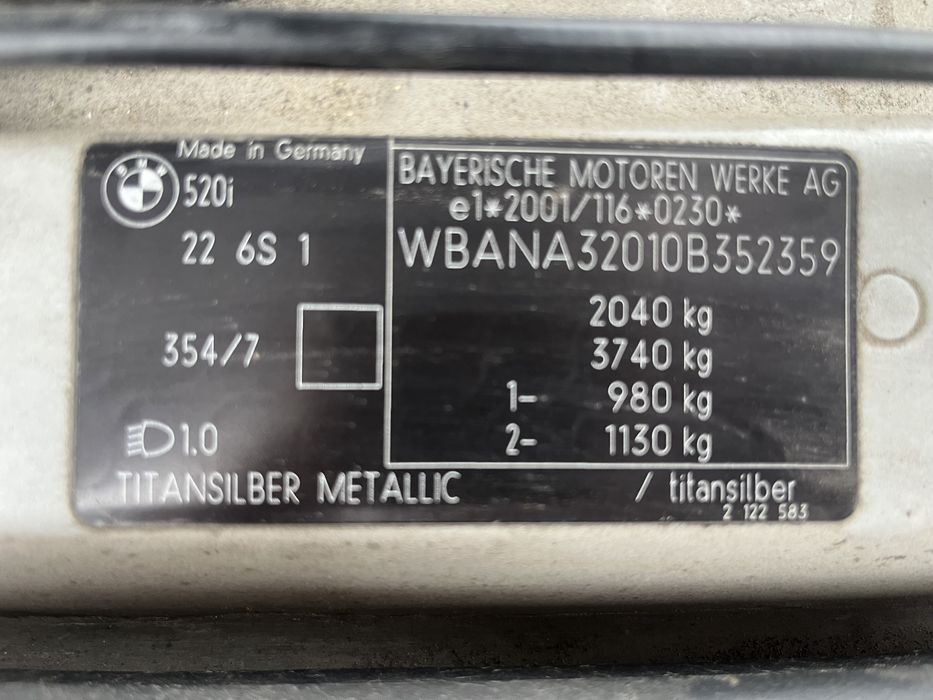 Made in Germany
BMW
520i
22 6S 1
354/7
1.0
BAYERiSCHE MOTOREN WERKE AG
e1*2001/116*0230*
WBANA32010B352359
2040 kg
3740 kg
1- 980 kg
2- 1130 kg
TITANSILBER METALLIC / titansilber
2 122 583